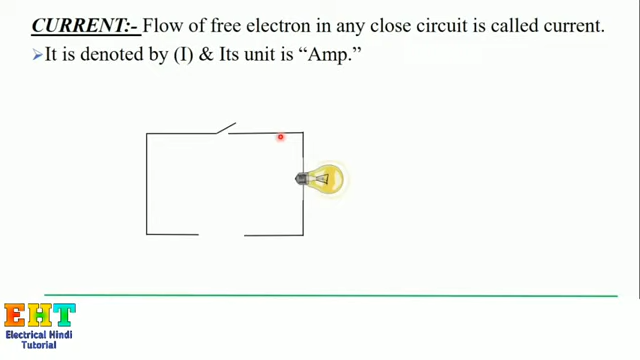 CURRENT:- Flow of free electron in any close circuit is called current.
It is denoted by (I) & Its unit is “Amp.”
EHT
Electrical Hindi
Tutorial